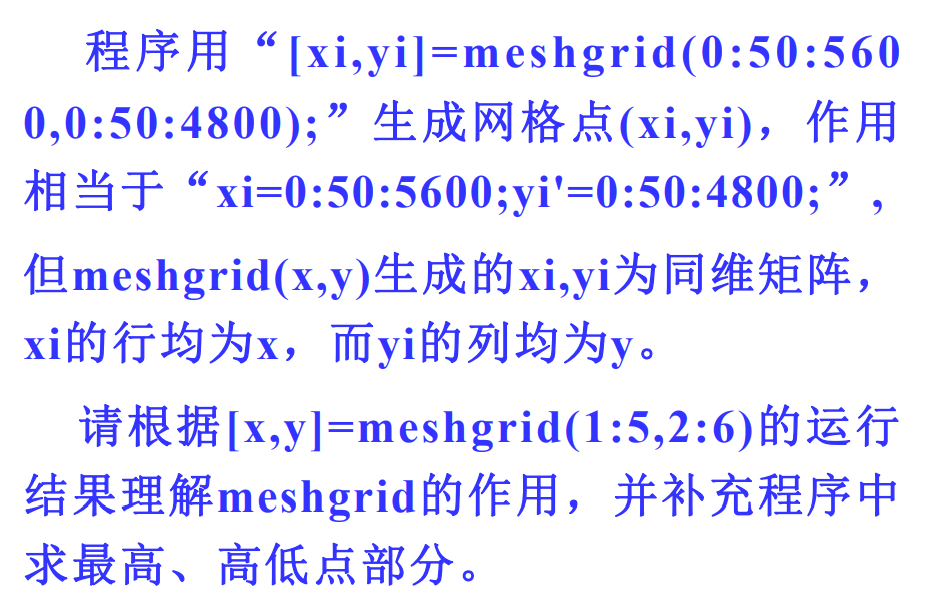 程序用“[xi,yi]=meshgrid(0:50:560
0,0:50:4800);”生成网格点(xi,yi)，作用
相当于“xi=0:50:5600;yi'=0:50:4800;”,
但meshgrid(x,y)生成的xi,yi为同维矩阵，
xi的行均为x，而yi的列均为y。
请根据[x,y]=meshgrid(1:5,2:6)的运行
结果理解meshgrid的作用，并补充程序中
求最高、高低点部分。